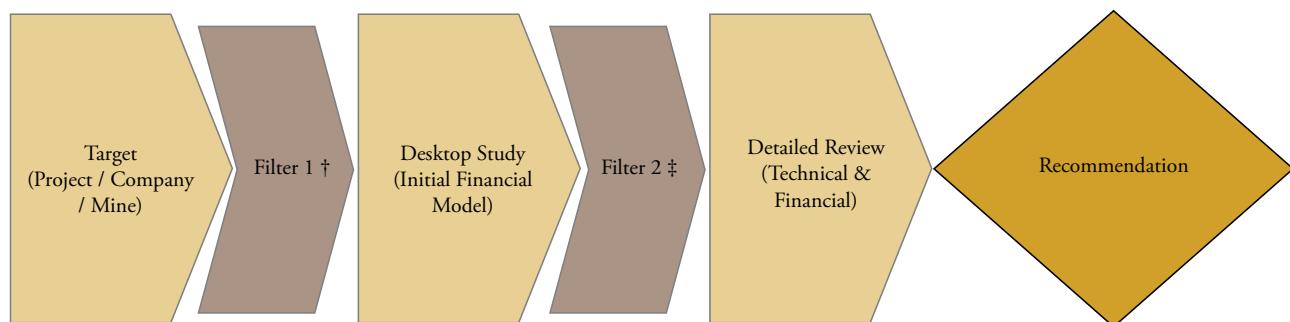 Target
(Project / Company
/ Mine)
Filter 1 †
Desktop Study
(Initial Financial
Model)
Filter 2 ‡
Detailed Review
(Technical &
Financial)
Recommendation